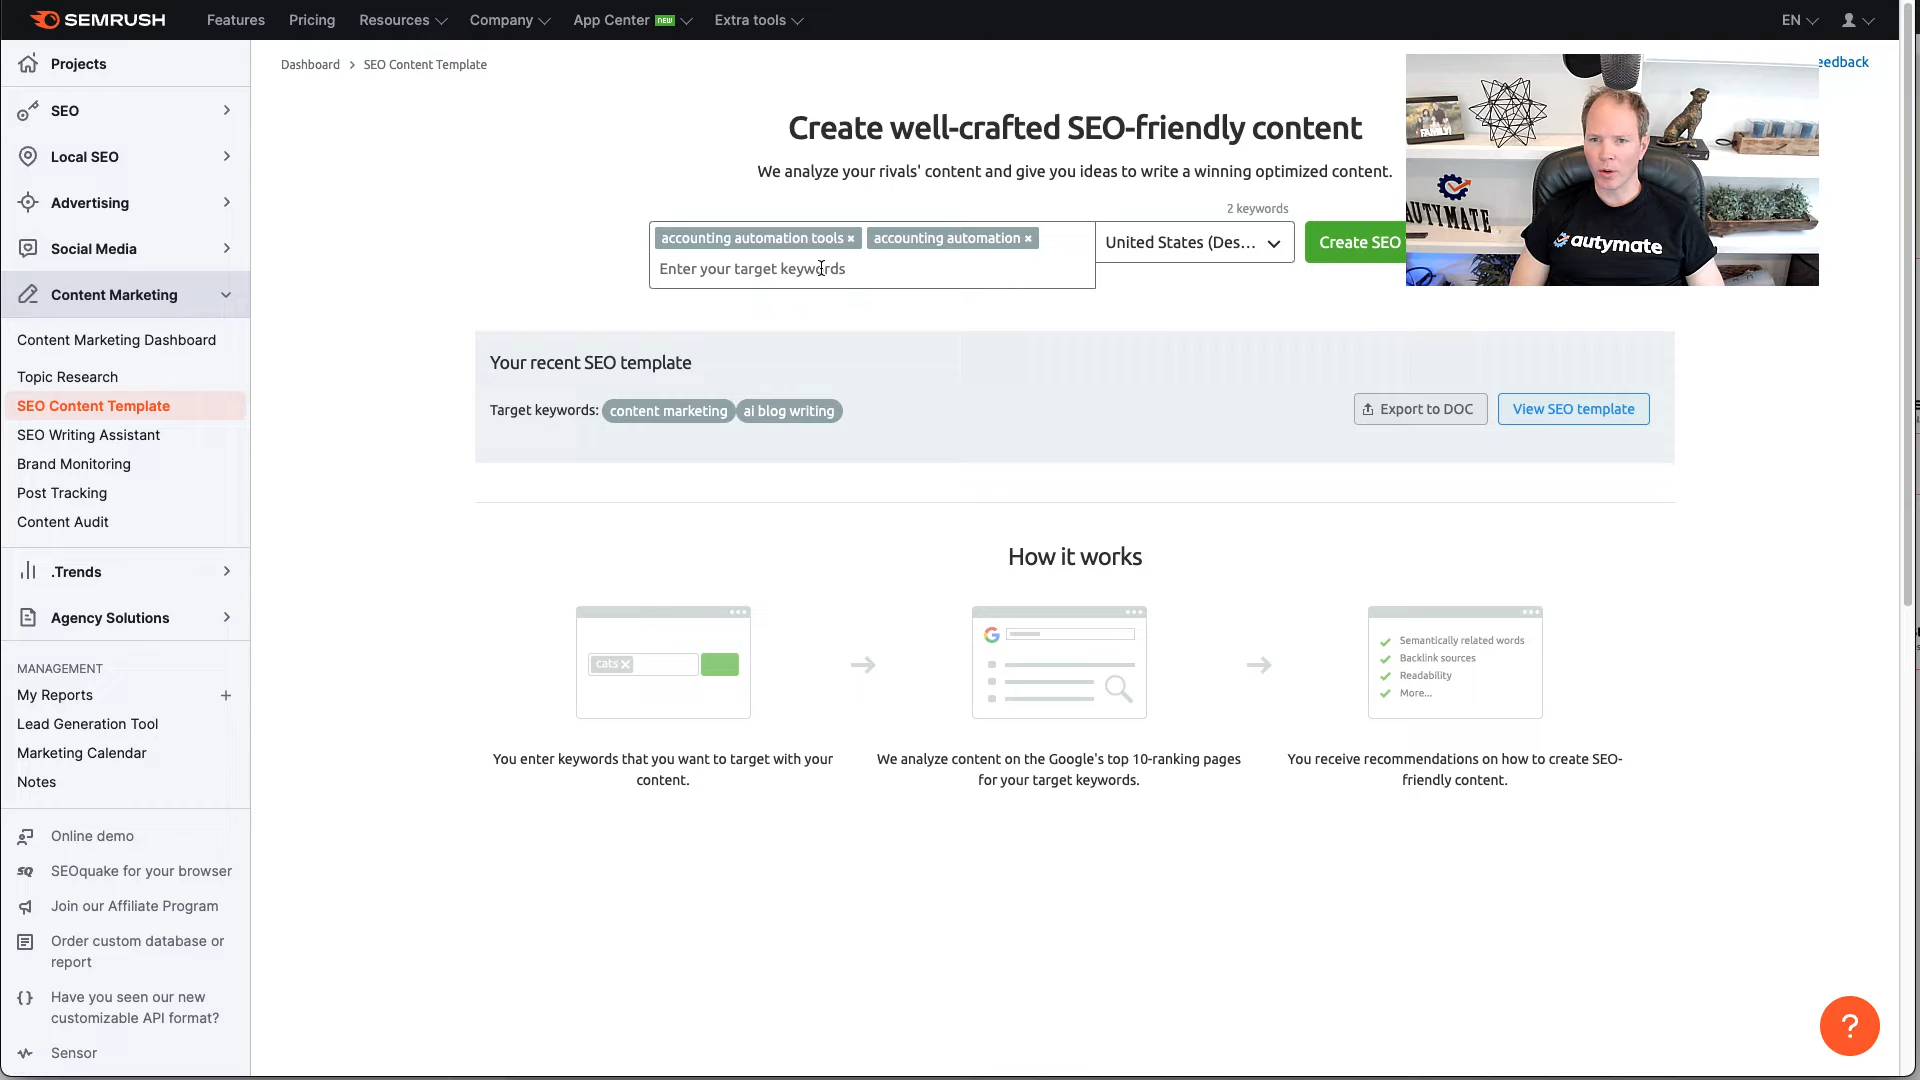 SEMRUSH
Features
Pricing
Resources
Company
App Center NEW
Extra tools
EN
Projects
SEO
Local SEO
Advertising
Social Media
Content Marketing
Content Marketing Dashboard
Topic Research
SEO Content Template
SEO Writing Assistant
Brand Monitoring
Post Tracking
Content Audit
.Trends
Agency Solutions
MANAGEMENT
My Reports +
Lead Generation Tool
Marketing Calendar
Notes
Online demo
SEOquake for your browser
Join our Affiliate Program
Order custom database or
report
Have you seen our new
customizable API format?
Sensor
Dashboard > SEO Content Template
eedback
Create well-crafted SEO-friendly content
We analyze your rivals' content and give you ideas to write a winning optimized content.
2 keywords
accounting automation tools × accounting automation ×
Enter your target keywords
United States (Des...
Create SEO
FAMILY
AUTYMATE
autymate
Your recent SEO template
Target keywords: content marketing ai blog writing
Export to DOC
View SEO template
How it works
cats ×
Semantically related words
Backlink sources
Readability
More...
You enter keywords that you want to target with your
content.
We analyze content on the Google's top 10-ranking pages
for your target keywords.
You receive recommendations on how to create SEO-
friendly content.
?